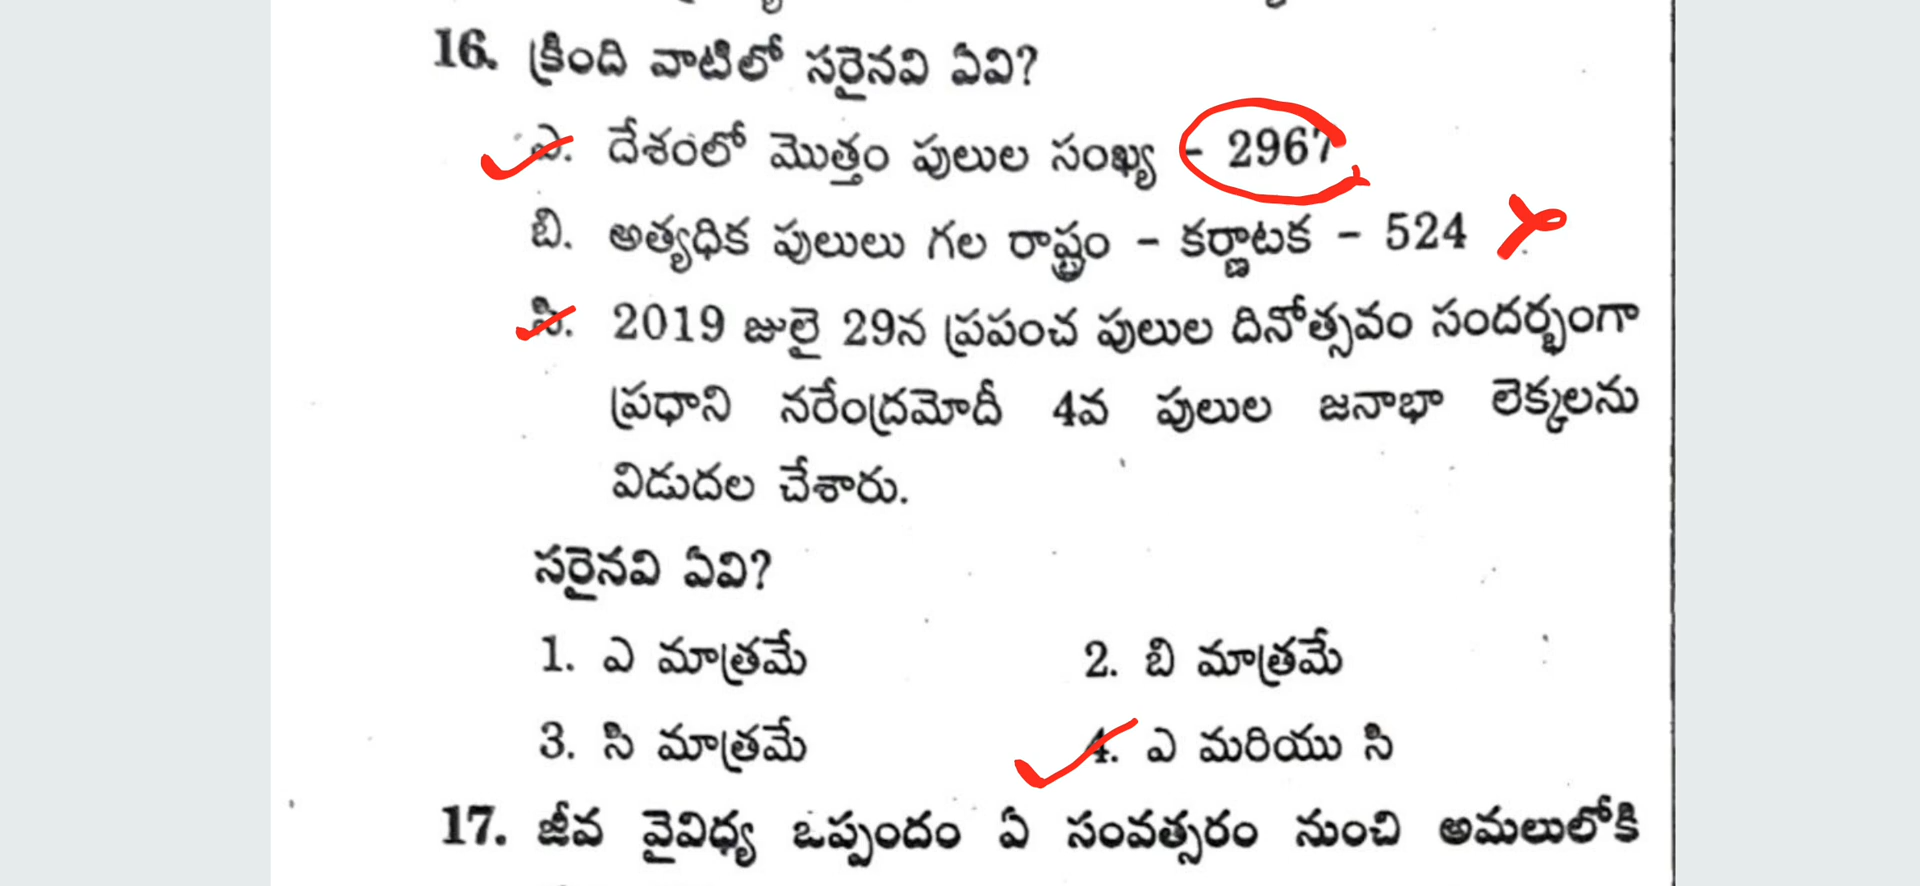 16. క్రింది వాటిలో సరైనవి ఏవి?
ఎ. దేశంలో మొత్తం పులుల సంఖ్య - 2967
బి. అత్యధిక పులులు గల రాష్ట్రం - కర్ణాటక - 524
సి. 2019 జులై 29న ప్రపంచ పులుల దినోత్సవం సందర్భంగా
ప్రధాని నరేంద్రమోదీ 4వ పులుల జనాభా లెక్కలను
విడుదల చేశారు.
సరైనవి ఏవి?
1. ఎ మాత్రమే 2. బి మాత్రమే
3. సి మాత్రమే 4. ఎ మరియు సి
17. జీవ వైవిధ్య ఒప్పందం ఏ సంవత్సరం నుంచి అమలులోకి